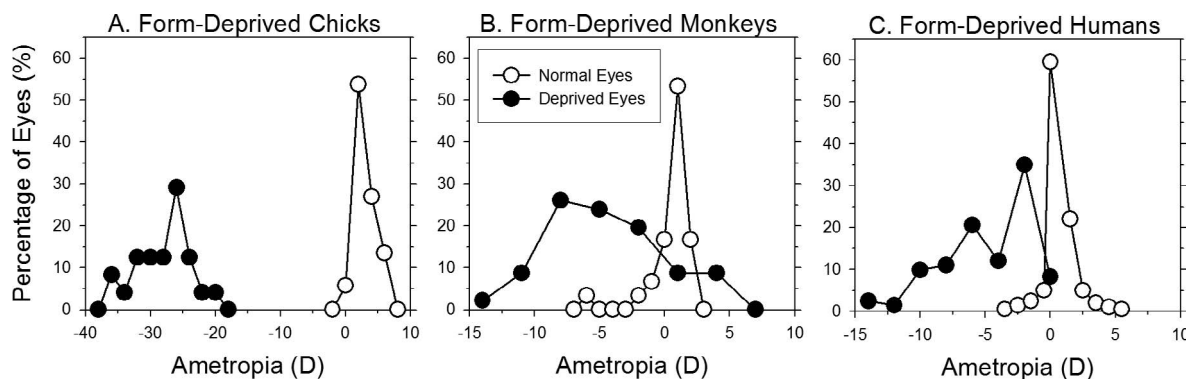 A. Form-Deprived Chicks
B. Form-Deprived Monkeys
C. Form-Deprived Humans
Percentage of Eyes (%)
60
50
40
30
20
10
0
-40 -30 -20 -10 0 10
Ametropia (D)
60
50
40
30
20
10
0
Normal Eyes
Deprived Eyes
-15 -10 -5 0 5 10
Ametropia (D)
60
50
40
30
20
10
0
-15 -10 -5 0 5 10
Ametropia (D)